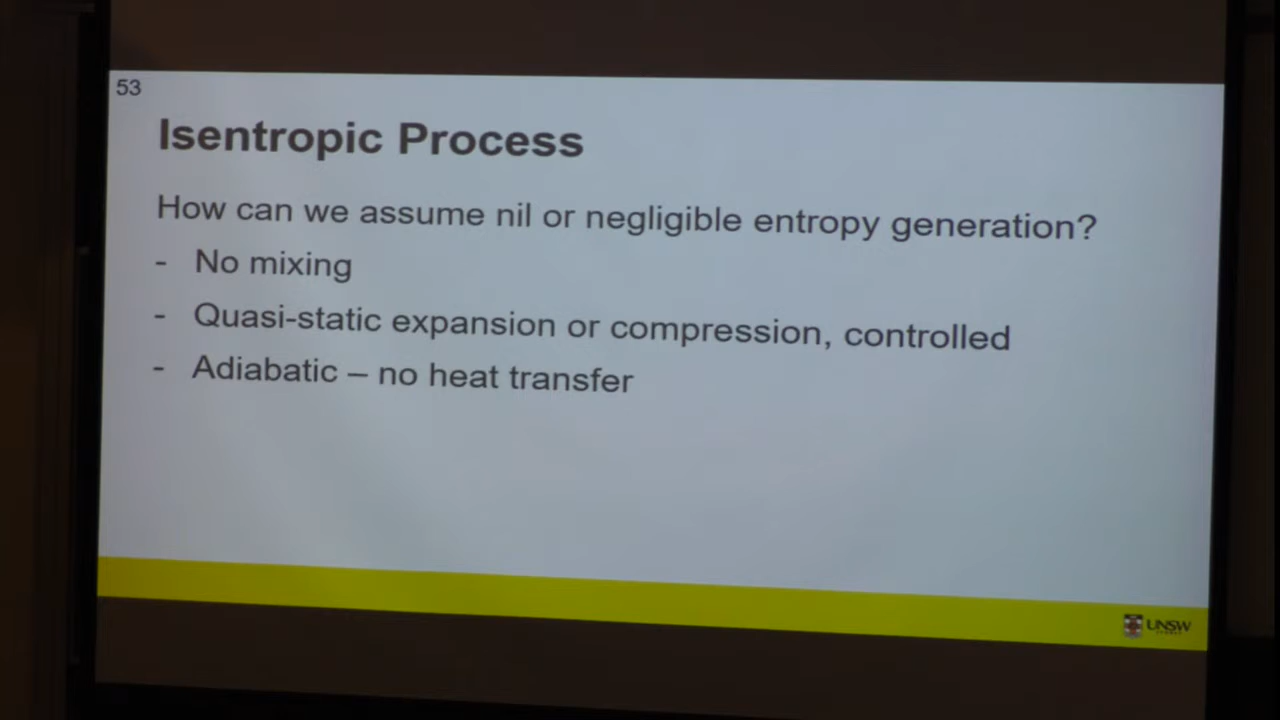 53
Isentropic Process
How can we assume nil or negligible entropy generation?
- No mixing
- Quasi-static expansion or compression, controlled
- Adiabatic – no heat transfer
UNSW